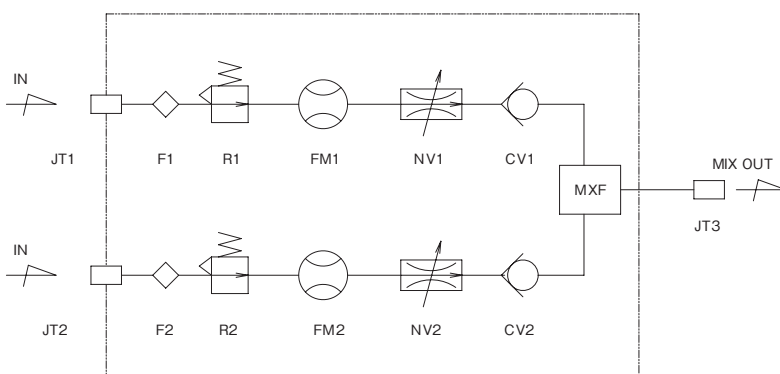 IN
JT1
F1
R1
FM1
NV1
CV1
MXF
MIX OUT
JT3
IN
JT2
F2
R2
FM2
NV2
CV2